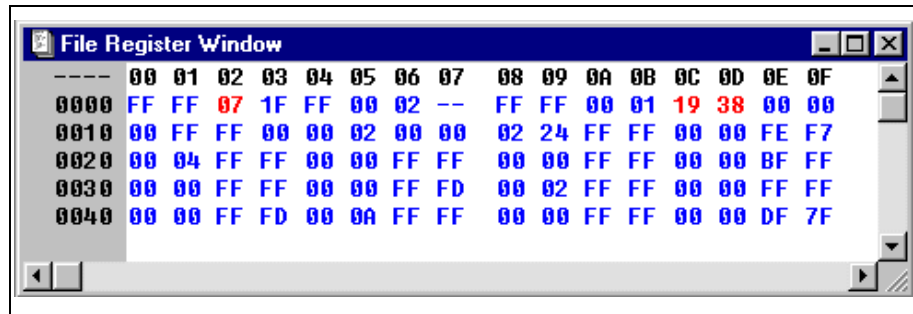 File Register Window
---- 00 01 02 03 04 05 06 07 08 09 0A 0B 0C 0D 0E 0F
0000 FF FF 07 1F FF 00 02 -- FF FF 00 01 19 38 00 00
0010 00 FF FF 00 00 02 00 00 02 24 FF FF 00 00 FE F7
0020 00 04 FF FF 00 00 FF FF 00 00 FF FF 00 00 BF FF
0030 00 00 FF FF 00 00 FF FD 00 02 FF FF 00 00 FF FF
0040 00 00 FF FD 00 0A FF FF 00 00 FF FF 00 00 DF 7F